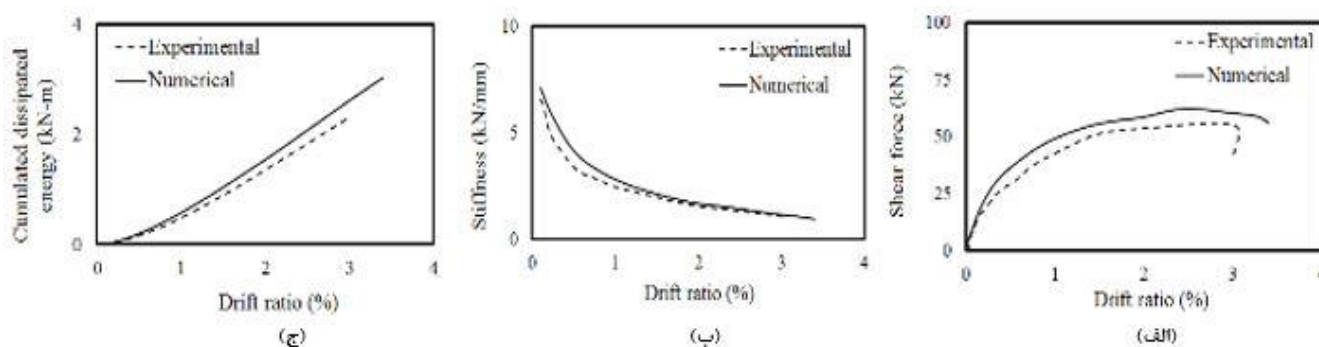 4
2
0
Cumulated dissipated
energy (kN-m)
Experimental
Numerical
0 1 2 3 4
Drift ratio (%)
(ج)
10
5
0
Stiffness (kN/mm)
Experimental
Numerical
0 1 2 3 4
Drift ratio (%)
(ب)
100
75
50
25
0
Shear force (kN)
Experimental
Numerical
0 1 2 3
Drift ratio (%)
(الف)